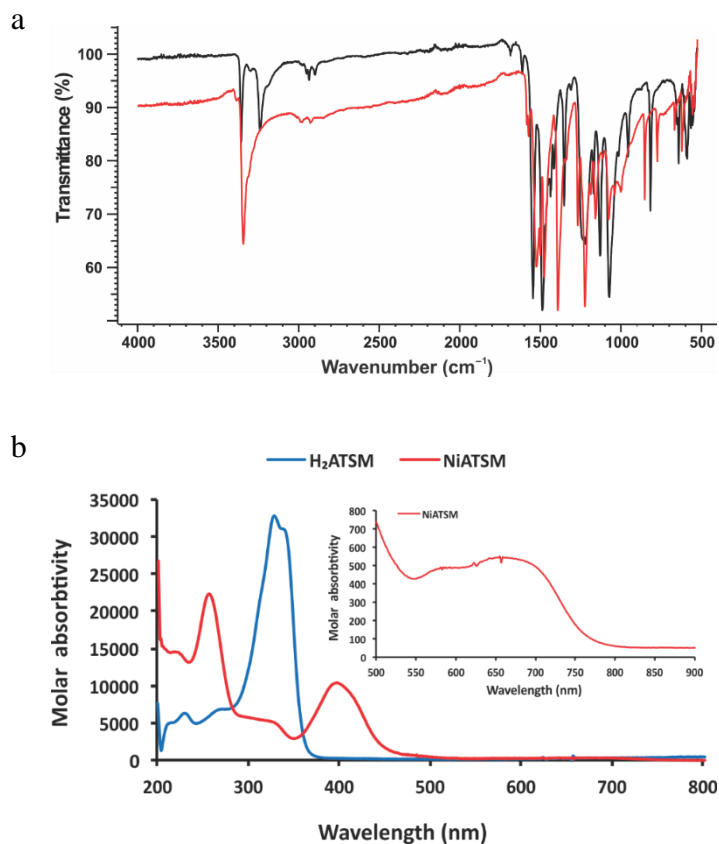 a
100
90
80
70
60
Transmittance (%)
4000 3500 3000 2500 2000 1500 1000 500
Wavenumber (cm⁻¹)
b
H₂ATSM NiATSM
35000
30000
25000
20000
15000
10000
5000
0
Molar absorbtivity
200 300 400 500 600 700 800
Wavelength (nm)
NiATSM
800
700
600
500
400
300
200
100
0
Molar absorbtivity
500 550 600 650 700 750 800 850 900
Wavelength (nm)